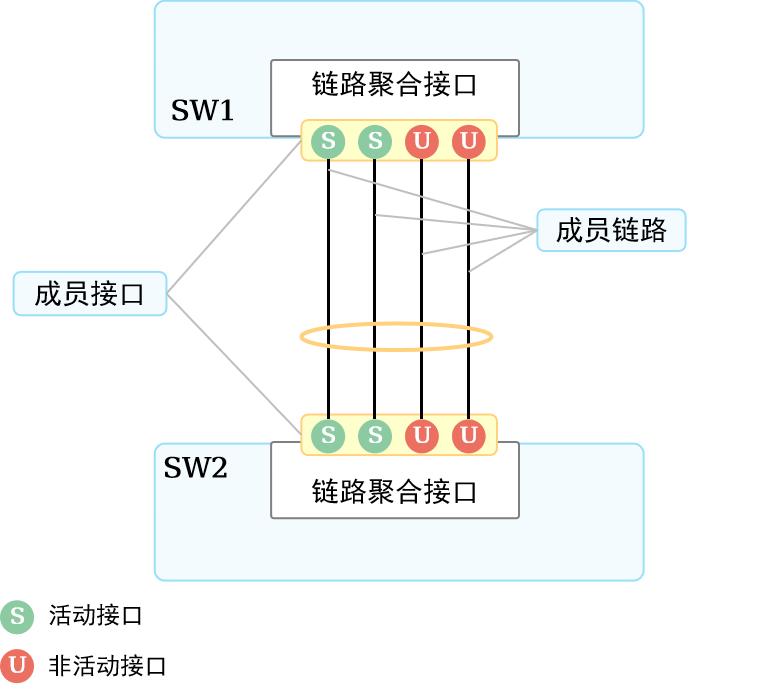 链路聚合接口
SW1
S S U U
成员链路
成员接口
S S U U
SW2
链路聚合接口
S 活动接口
U 非活动接口